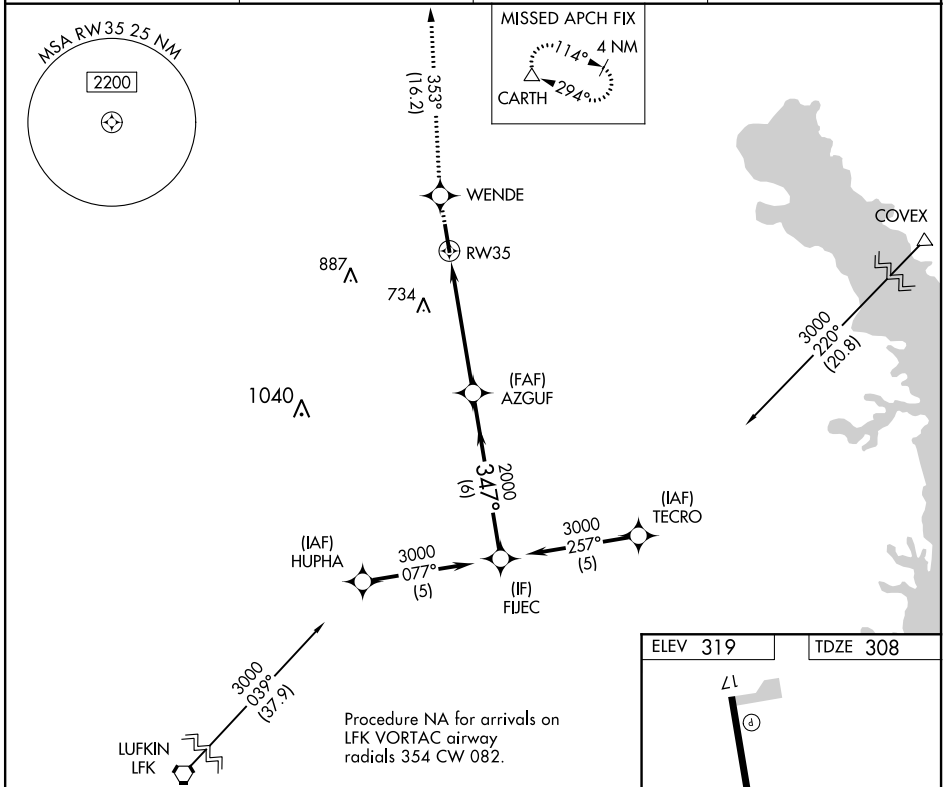 MSA RW35 25 NM
2200
353°
(16.2)
MISSED APCH FIX
114°
4 NM
294°
CARTH
WENDE
RW35
COVEX
887
734
3000
220°
(20.8)
1040
(FAF)
AZGUF
2000
347°
(6)
(IAF)
TECRO
(IAF)
HUPHA
3000
077°
(5)
3000
257°
(5)
(IF)
FIJEC
3000
039°
(37.9)
LUFKIN
LFK
Procedure NA for arrivals on
LFK VORTAC airway
radials 354 CW 082.
ELEV 319
TDZE 308
17
P